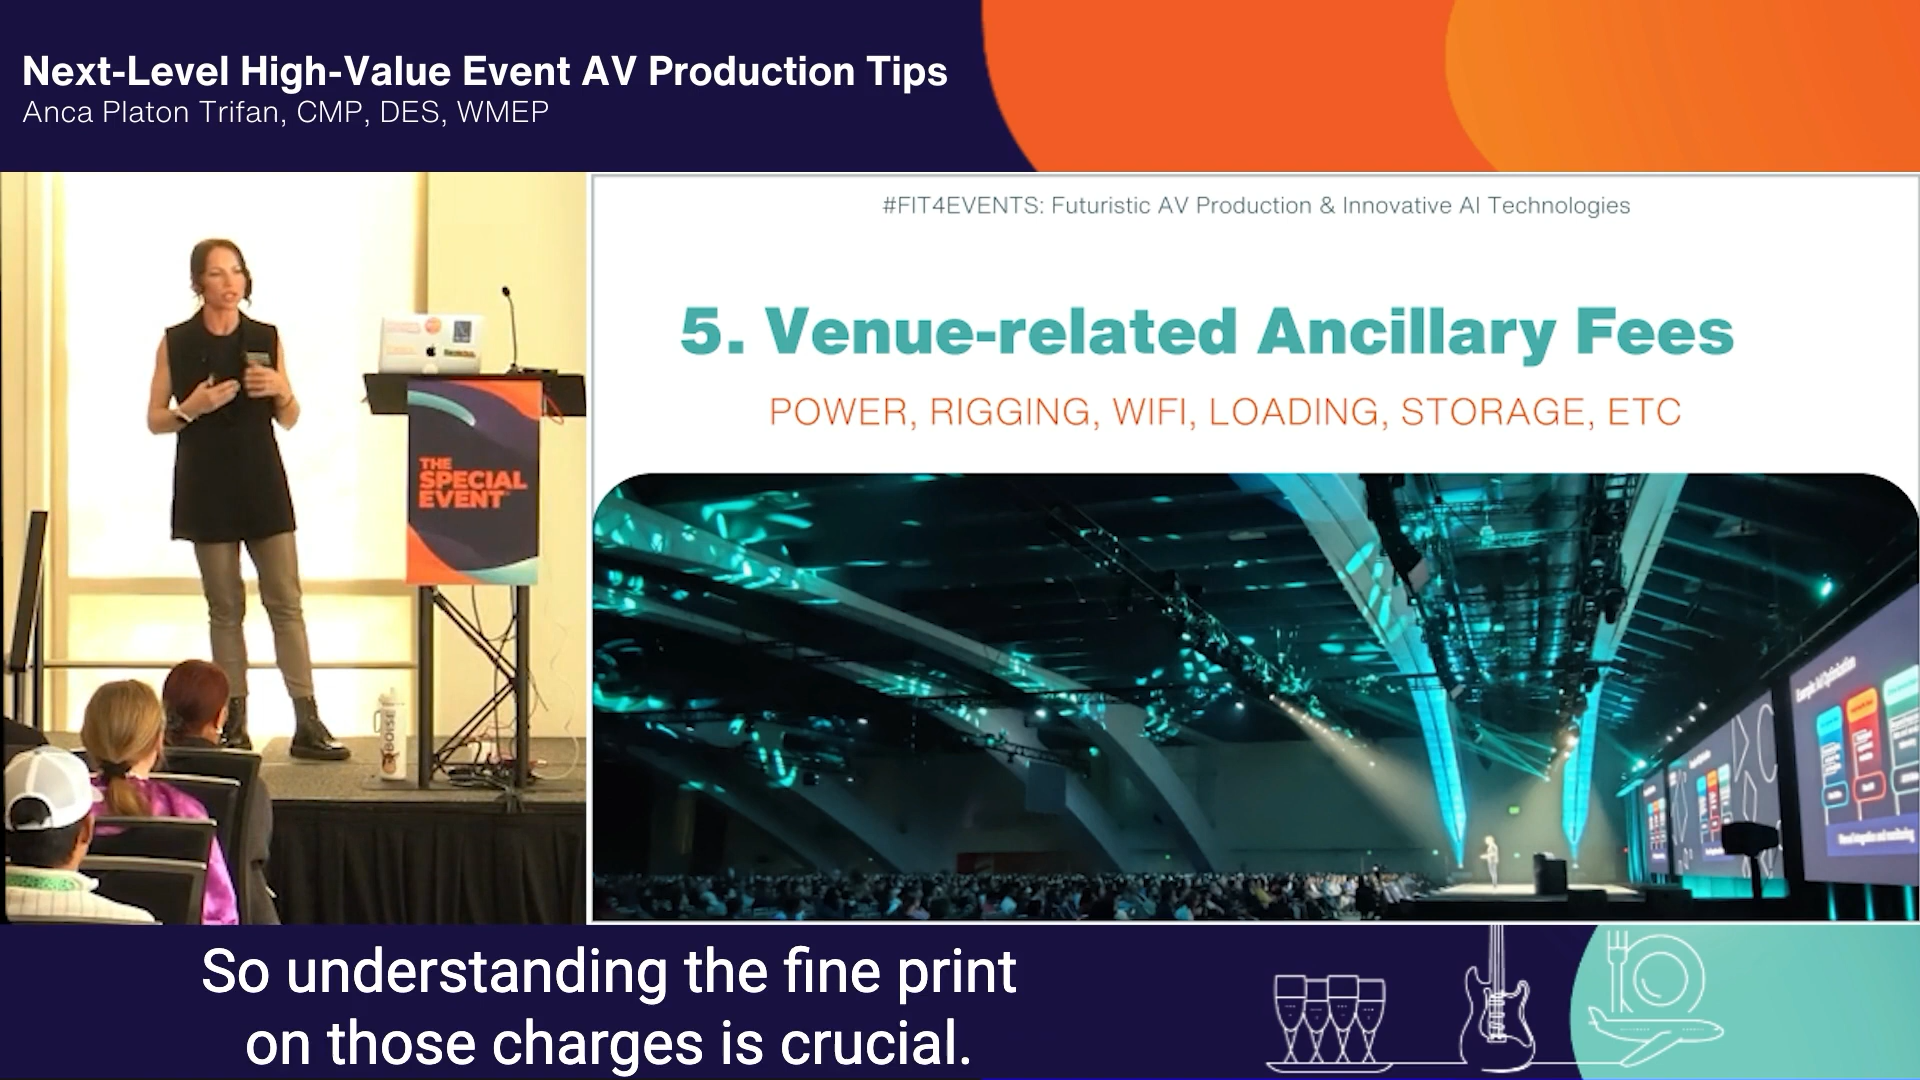 Next-Level High-Value Event AV Production Tips
Anca Platon Trifan, CMP, DES, WMEP
#FIT4EVENTS: Futuristic AV Production & Innovative AI Technologies
5. Venue-related Ancillary Fees
POWER, RIGGING, WIFI, LOADING, STORAGE, ETC
THE
SPECIAL
EVENT
So understanding the fine print
on those charges is crucial.